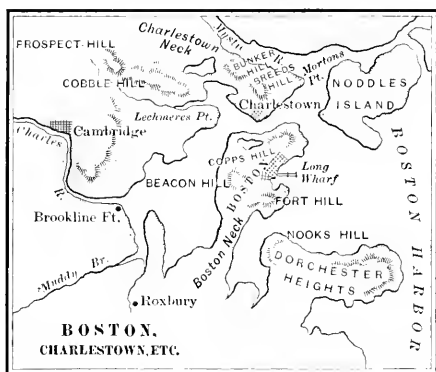 PROSPECT HILL
Charlestown
Neck
Mystic R.
BUNKER
HILL
BREEDS
HILL
Mortons
Pt.
NODDLES
ISLAND
COBBLE HILL
Charlestown
Lechmeres Pt.
Cambridge
Charles
R.
COPPS HILL
BEACON HILL
BOSTON
Long
Wharf
FORT HILL
Boston Neck
Brookline Ft.
NOOKS HILL
DORCHESTER
HEIGHTS
BOSTON HARBOR
Muddy Br.
Roxbury
BOSTON,
CHARLESTOWN, ETC.